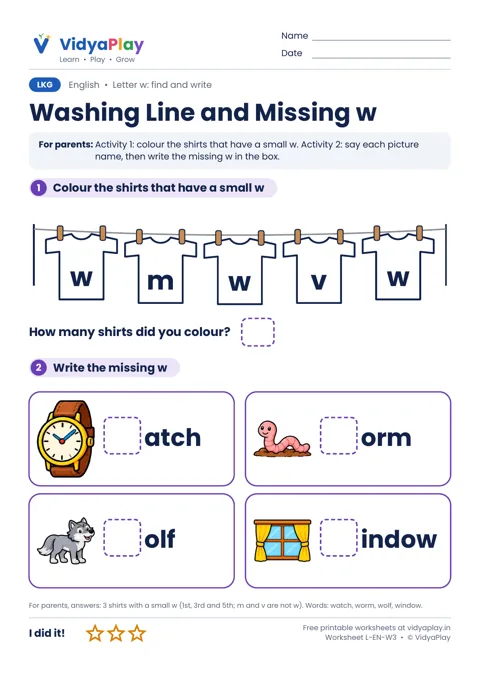 Name
Date
VidyaPlay
Learn • Play • Grow
LKG English • Letter w: find and write
Washing Line and Missing w
For parents: Activity 1: colour the shirts that have a small w. Activity 2: say each picture
name, then write the missing w in the box.
1 Colour the shirts that have a small w
w m w v w
How many shirts did you colour?
2 Write the missing w
atch orm
olf indow
For parents, answers: 3 shirts with a small w (1st, 3rd and 5th; m and v are not w). Words: watch, worm, wolf, window.
I did it!
Free printable worksheets at vidyaplay.in
Worksheet L-EN-W3 • © VidyaPlay